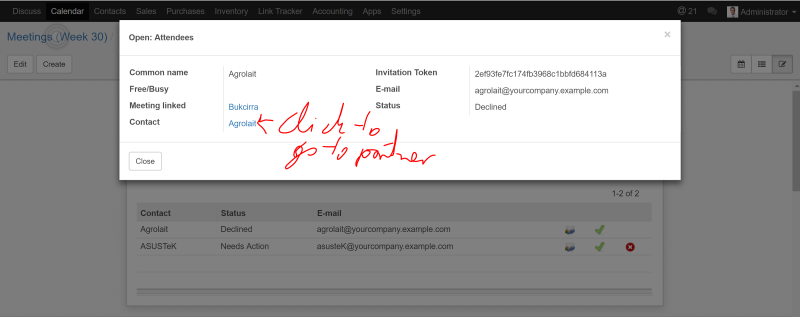 Discuss Calendar Contacts Sales Purchases Inventory Link Tracker Accounting Apps Settings @ 21 Administrator
Meetings (Week 30)
Open: Attendees ×
Edit Create
Common name Agrolait Invitation Token 2ef93fe7fc174fb3968c1bbfd684113a
Free/Busy E-mail agrolait@yourcompany.example.com
Meeting linked Bukcirra Status Declined
Contact Agrolait
Click to
go to partner
Close
1-2 of 2
Contact Status E-mail
Agrolait Declined agrolait@yourcompany.example.com
ASUSTeK Needs Action asusteK@yourcompany.example.com